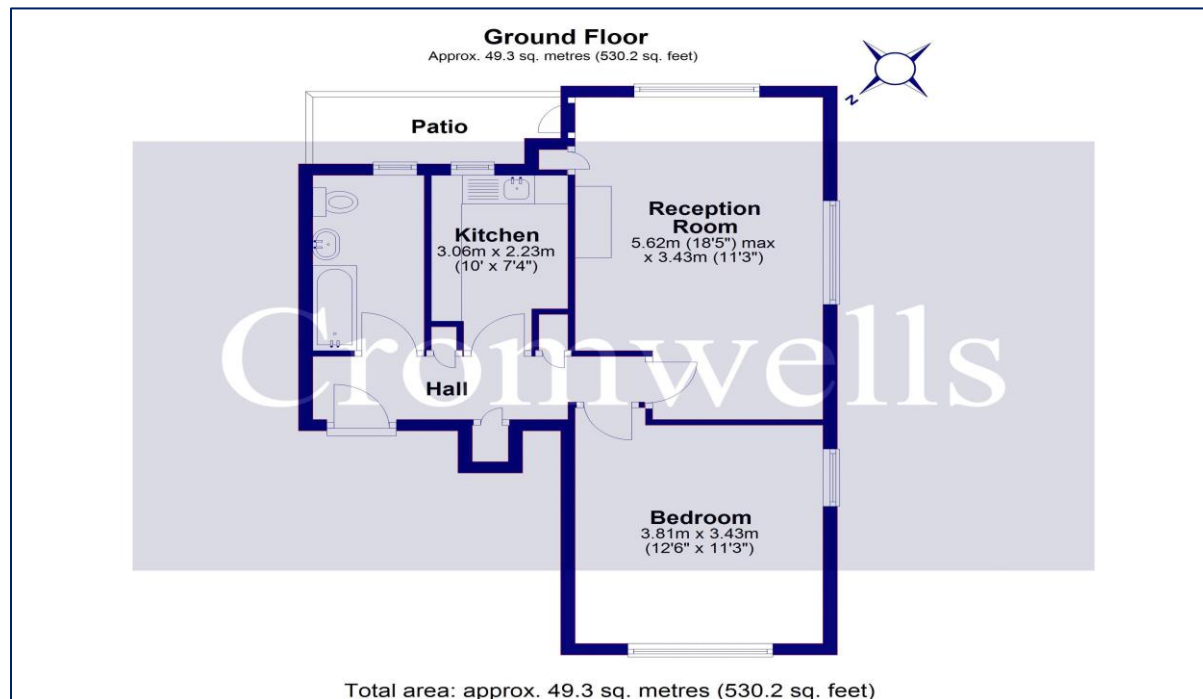 Ground Floor
Approx. 49.3 sq. metres (530.2 sq. feet)
N
Patio
Kitchen
3.06m x 2.23m
(10' x 7'4")
Reception
Room
5.62m (18'5") max
x 3.43m (11'3")
Cromwells
Hall
Bedroom
3.81m x 3.43m
(12'6" x 11'3")
Total area: approx. 49.3 sq. metres (530.2 sq. feet)